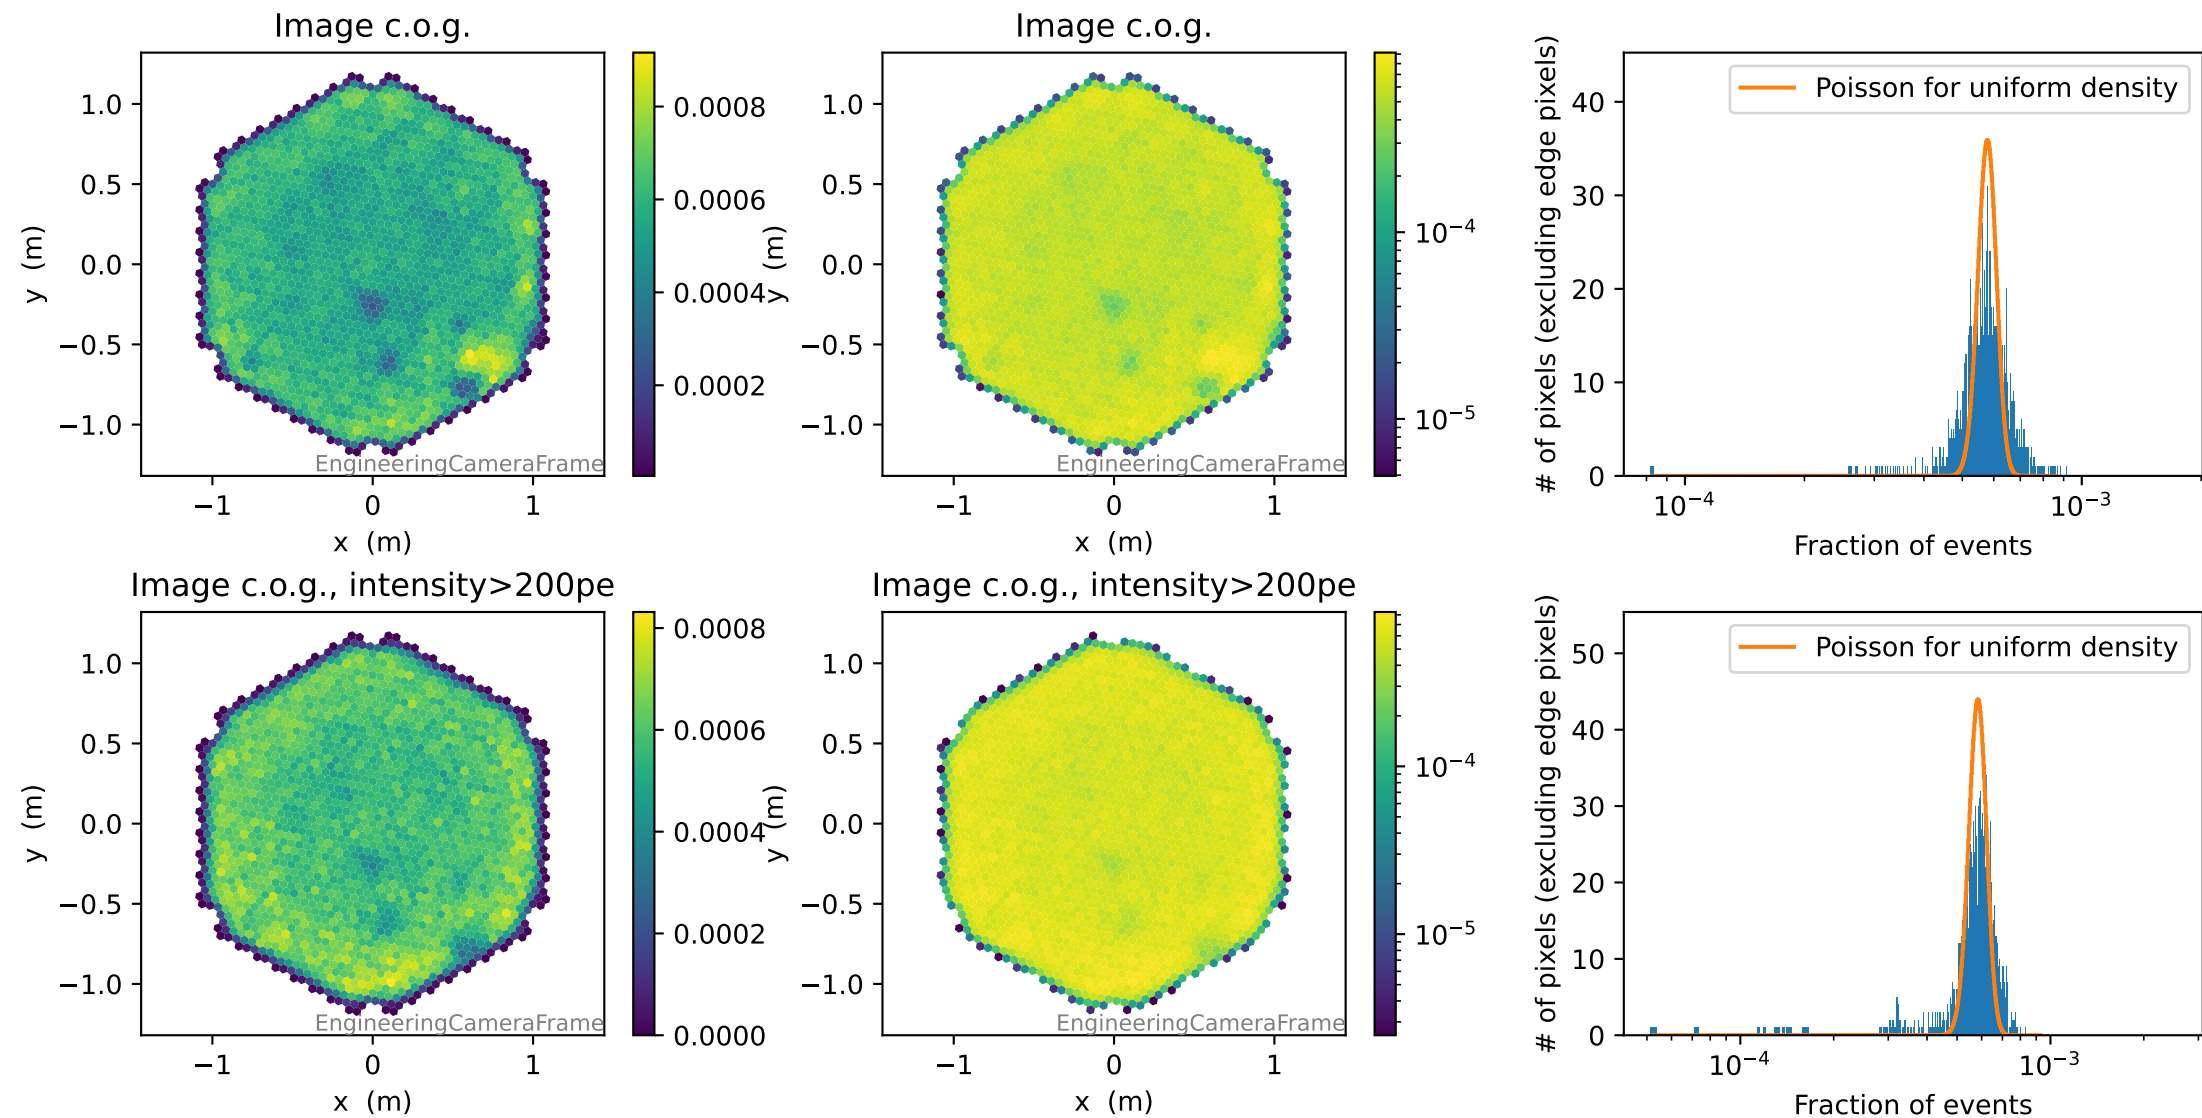 Image c.o.g.
y (m)
1.0
0.5
0.0
−0.5
−1.0
−1
0
1
x (m)
EngineeringCameraFrame
0.0008
0.0006
0.0004
0.0002
Image c.o.g.
y (m)
1.0
0.5
0.0
−0.5
−1.0
−1
0
1
x (m)
EngineeringCameraFrame
10⁻⁴
10⁻⁵
# of pixels (excluding edge pixels)
40
30
20
10
0
Poisson for uniform density
10⁻⁴
10⁻³
Fraction of events
Image c.o.g., intensity>200pe
y (m)
1.0
0.5
0.0
−0.5
−1.0
−1
0
1
x (m)
EngineeringCameraFrame
0.0008
0.0006
0.0004
0.0002
0.0000
Image c.o.g., intensity>200pe
y (m)
1.0
0.5
0.0
−0.5
−1.0
−1
0
1
x (m)
EngineeringCameraFrame
10⁻⁴
10⁻⁵
# of pixels (excluding edge pixels)
50
40
30
20
10
0
Poisson for uniform density
10⁻⁴
10⁻³
Fraction of events